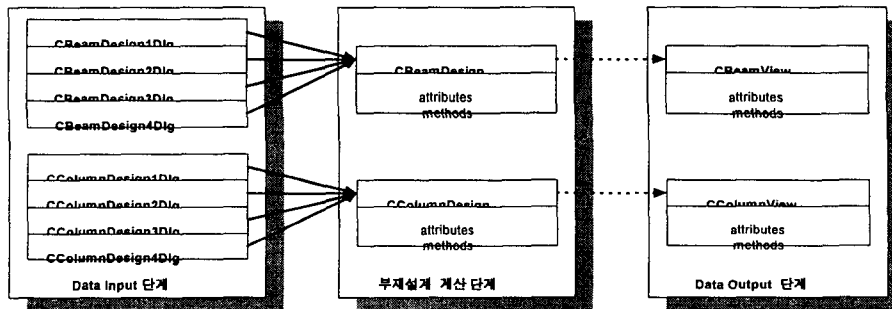 CBeamDesign1Dlg
CBeamDesign2Dlg
CBeamDesign3Dlg
CBeamDesign4Dlg
CColumnDesign1Dlg
CColumnDesign2Dlg
CColumnDesign3Dlg
CColumnDesign4Dlg
Data Input 단계
CBeamDesign
attributes
methods
CColumnDesign
attributes
methods
부재설계 계산 단계
CBeamView
attributes
methods
CColumnView
attributes
methods
Data Output 단계